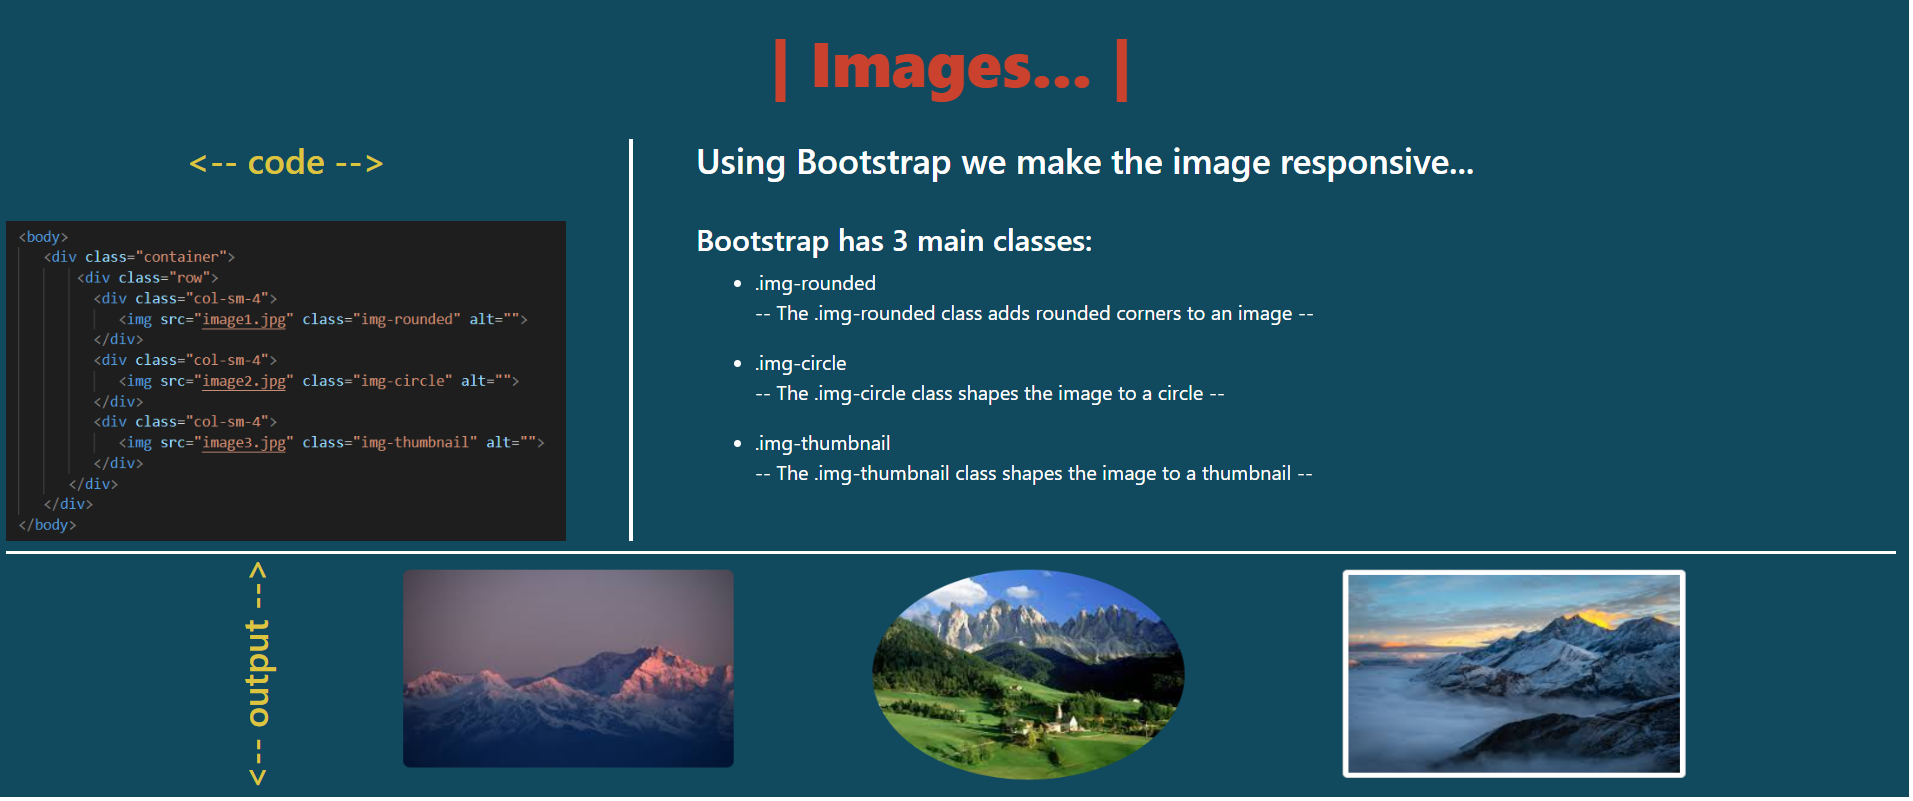 | Images... |
<-- code -->
<body>
<div class="container">
<div class="row">
<div class="col-sm-4">
<img src="image1.jpg" class="img-rounded" alt="">
</div>
<div class="col-sm-4">
<img src="image2.jpg" class="img-circle" alt="">
</div>
<div class="col-sm-4">
<img src="image3.jpg" class="img-thumbnail" alt="">
</div>
</div>
</div>
</body>
Using Bootstrap we make the image responsive...
Bootstrap has 3 main classes:
• .img-rounded
-- The .img-rounded class adds rounded corners to an image --
• .img-circle
-- The .img-circle class shapes the image to a circle --
• .img-thumbnail
-- The .img-thumbnail class shapes the image to a thumbnail --
<-- output -->